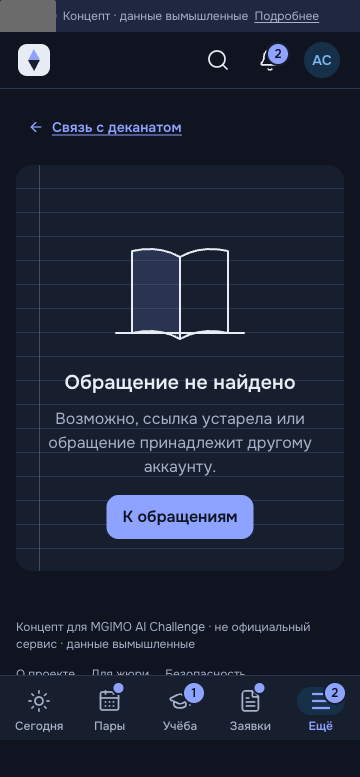 Концепт · данные вымышленные Подробнее
2
АС
Связь с деканатом
Обращение не найдено
Возможно, ссылка устарела или
обращение принадлежит другому
аккаунту.
К обращениям
Концепт для MGIMO AI Challenge · не официальный
сервис · данные вымышленные
О проекте Для жюри Безопасность
1 2
Сегодня Пары Учёба Заявки Ещё